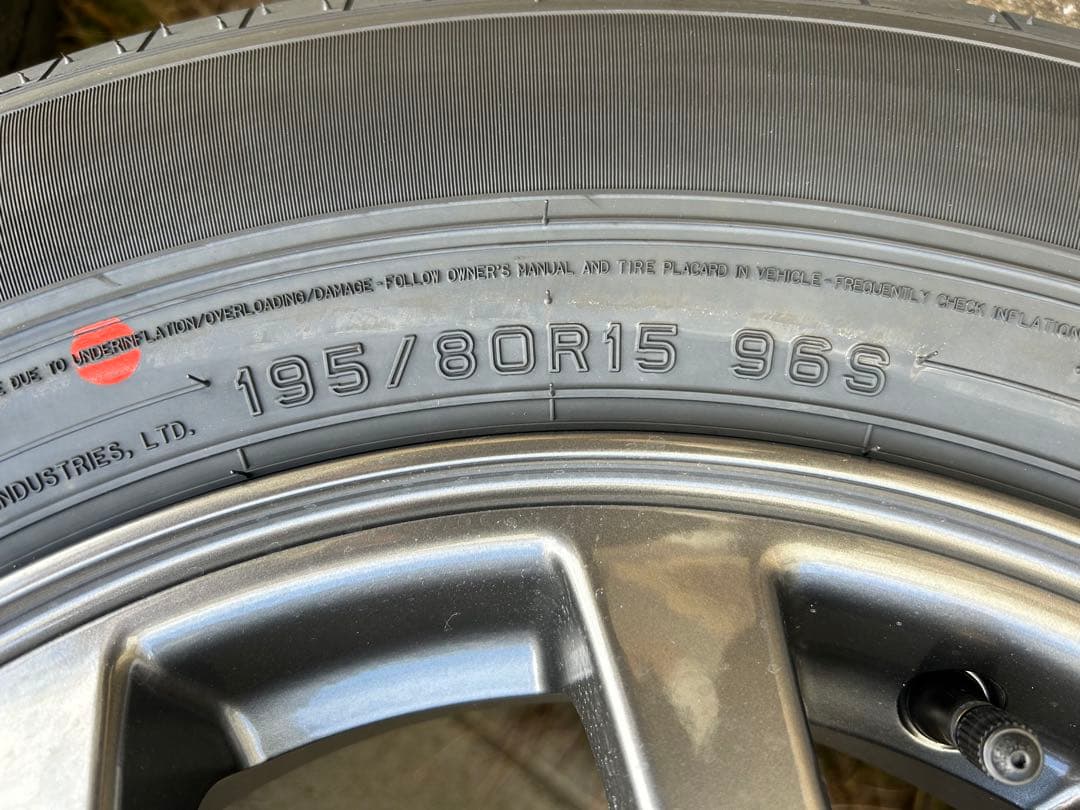 E DUE TO UNDERINFLATION/OVERLOADING/DAMAGE-FOLLOW OWNER'S MANUAL AND TIRE PLACARD IN VEHICLE-FREQUENTLY CHECK INFLATION
195/80R15 96S
INDUSTRIES, LTD.